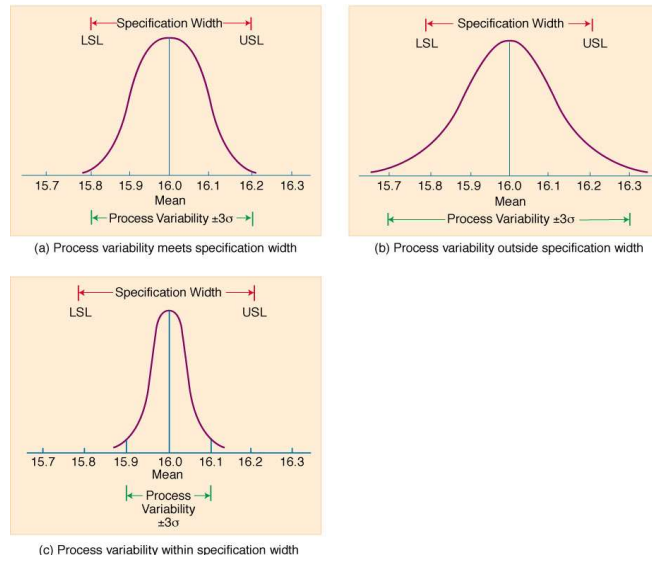 Specification Width
LSL USL
15.7 15.8 15.9 16.0 16.1 16.2 16.3
Mean
Process Variability ±3σ
(a) Process variability meets specification width
Specification Width
LSL USL
15.7 15.8 15.9 16.0 16.1 16.2 16.3
Mean
Process Variability ±3σ
(b) Process variability outside specification width
Specification Width
LSL USL
15.7 15.8 15.9 16.0 16.1 16.2 16.3
Mean
Process
Variability
±3σ
(c) Process variability within specification width